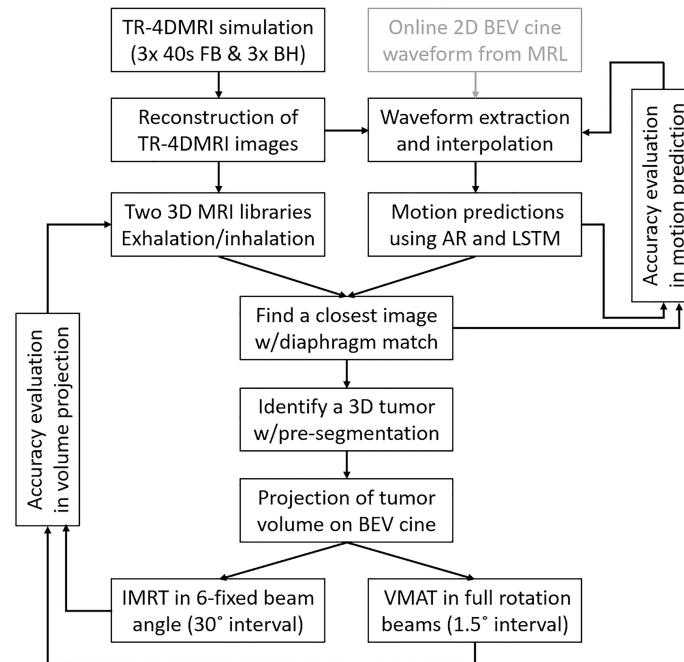 TR-4DMRI simulation
(3x 40s FB & 3x BH)
Online 2D BEV cine
waveform from MRL
Reconstruction of
TR-4DMRI images
Waveform extraction
and interpolation
Accuracy evaluation
in motion prediction
Two 3D MRI libraries
Exhalation/inhalation
Motion predictions
using AR and LSTM
Find a closest image
w/diaphragm match
Accuracy evaluation
in volume projection
Identify a 3D tumor
w/pre-segmentation
Projection of tumor
volume on BEV cine
IMRT in 6-fixed beam
angle (30˚ interval)
VMAT in full rotation
beams (1.5˚ interval)